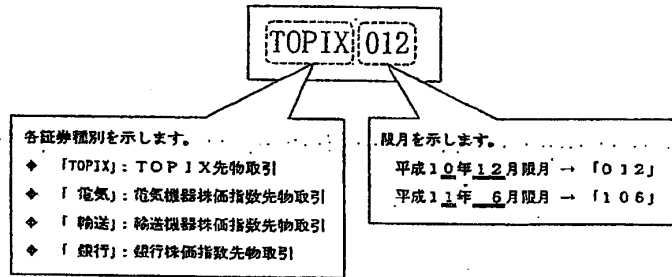 TOPIX 012
各証券種別を示します。
◆ 「TOPIX」: TOPIX先物取引
◆ 「 電気」: 電気機器株価指数先物取引
◆ 「 輸送」: 輸送機器株価指数先物取引
◆ 「 銀行」: 銀行株価指数先物取引
限月を示します。
平成10年12月限月 → 「012」
平成11年 6月限月 → 「106」